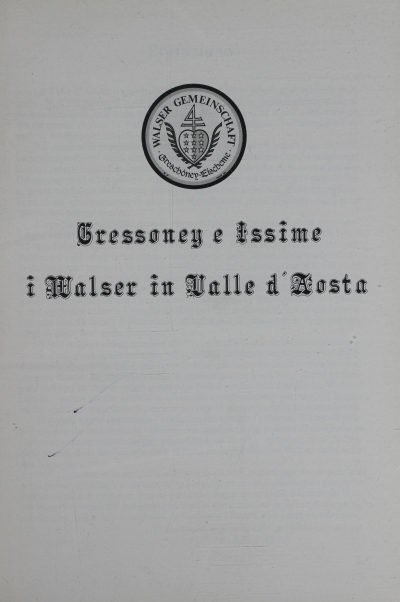 WALSER GEMEINSCHAFT
Greschòney-Eischeme
Gressoney e Issime
i Walser in Valle d'Aosta